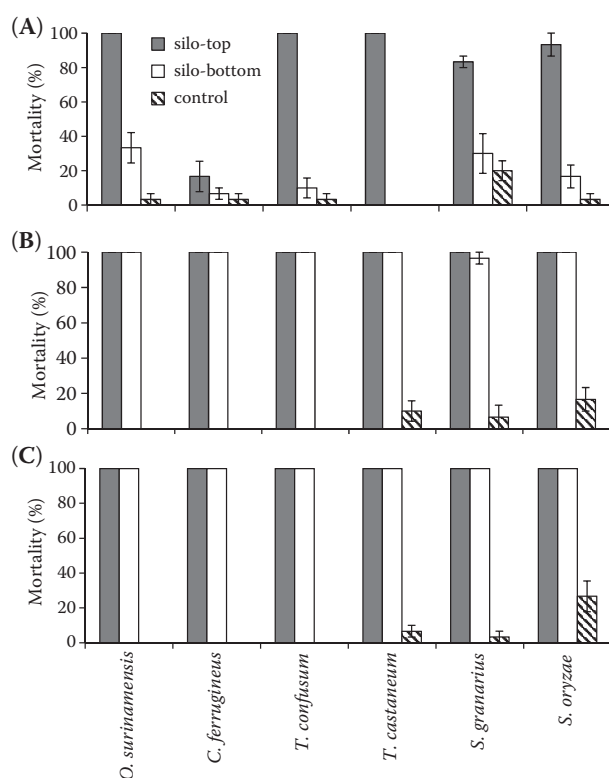 (A)
100
80
60
40
20
0
Mortality (%)
silo-top
silo-bottom
control
(B)
100
80
60
40
20
0
Mortality (%)
(C)
100
80
60
40
20
0
Mortality (%)
O. surinamensis
C. ferrugineus
T. confusum
T. castaneum
S. granarius
S. oryzae